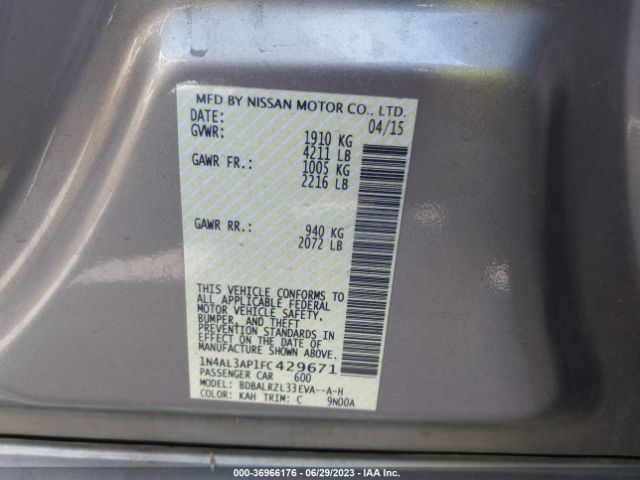 MFD BY NISSAN MOTOR CO., LTD.
DATE: 04/15
GVWR: 1910 KG
4211 LB
GAWR FR.: 1005 KG
2216 LB
GAWR RR.: 940 KG
2072 LB
THIS VEHICLE CONFORMS TO
ALL APPLICABLE FEDERAL
MOTOR VEHICLE SAFETY,
BUMPER, AND THEFT
PREVENTION STANDARDS IN
EFFECT ON THE DATE OF
MANUFACTURE SHOWN ABOVE.
1N4AL3AP1FC429671
PASSENGER CAR 600
MODEL: BDBALRZL33EVA--A-H
COLOR: KAH TRIM: C 9N00A
000-36966176 - 06/29/2023 - IAA Inc.